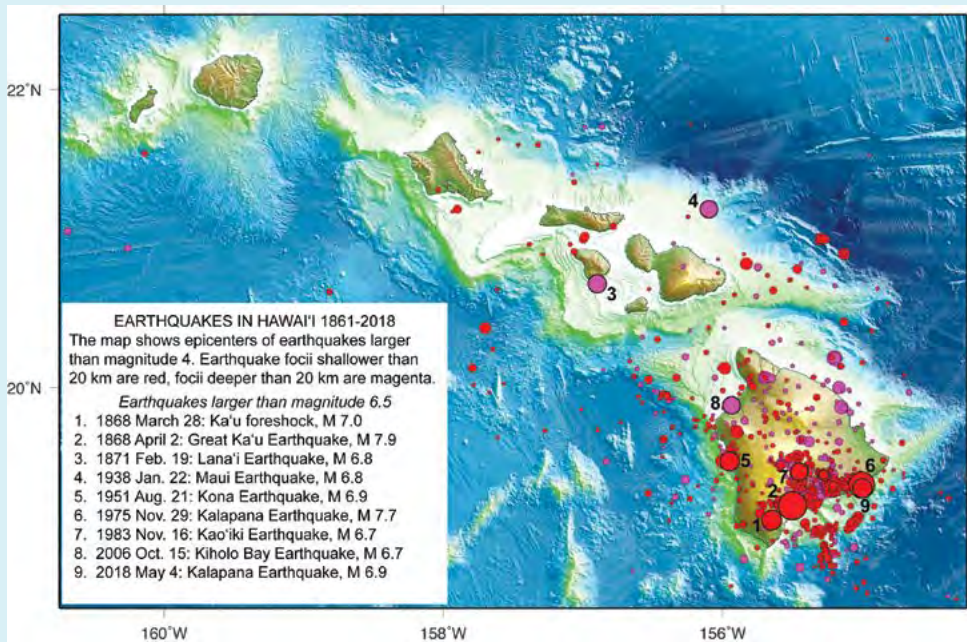 22°N
4
3
EARTHQUAKES IN HAWAI'I 1861-2018
The map shows epicenters of earthquakes larger
than magnitude 4. Earthquake focii shallower than
20 km are red, focii deeper than 20 km are magenta.
Earthquakes larger than magnitude 6.5
1. 1868 March 28: Ka'u foreshock, M 7.0
2. 1868 April 2: Great Ka'u Earthquake, M 7.9
3. 1871 Feb. 19: Lana'i Earthquake, M 6.8
4. 1938 Jan. 22: Maui Earthquake, M 6.8
5. 1951 Aug. 21: Kona Earthquake, M 6.9
6. 1975 Nov. 29: Kalapana Earthquake, M 7.7
7. 1983 Nov. 16: Kao'iki Earthquake, M 6.7
8. 2006 Oct. 15: Kiholo Bay Earthquake, M 6.7
9. 2018 May 4: Kalapana Earthquake, M 6.9
20°N
8
5
7
6
2
9
1
160°W
158°W
156°W